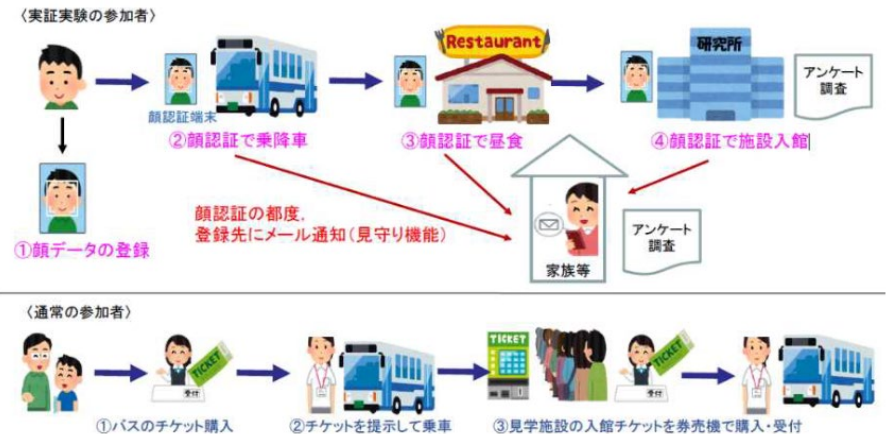 〈実証実験の参加者〉
Restaurant
研究所
アンケート
調査
顔認証端末
②顔認証で乗降車
③顔認証で昼食
④顔認証で施設入館
①顔データの登録
顔認証の都度,
登録先にメール通知(見守り機能)
家族等
アンケート
調査
〈通常の参加者〉
TICKET
受付
TICKET
TICKET
受付
①バスのチケット購入
②チケットを提示して乗車
③見学施設の入館チケットを券売機で購入・受付